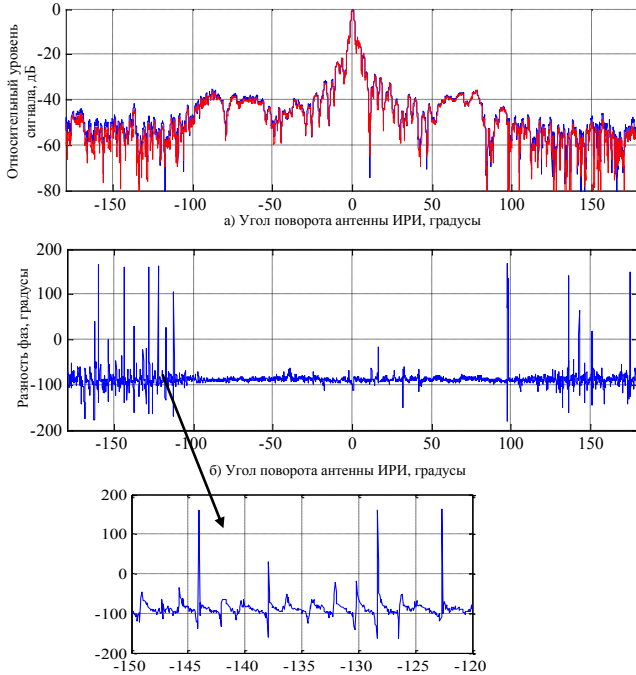 0
-20
-40
-60
-80
Относительный уровень
сигнала, дБ
-150 -100 -50 0 50 100 150
а) Угол поворота антенны ИРИ, градусы
200
100
0
-100
-200
Разность фаз, градусы
-150 -100 -50 0 50 100 150
б) Угол поворота антенны ИРИ, градусы
200
100
0
-100
-200
-150 -145 -140 -135 -130 -125 -120